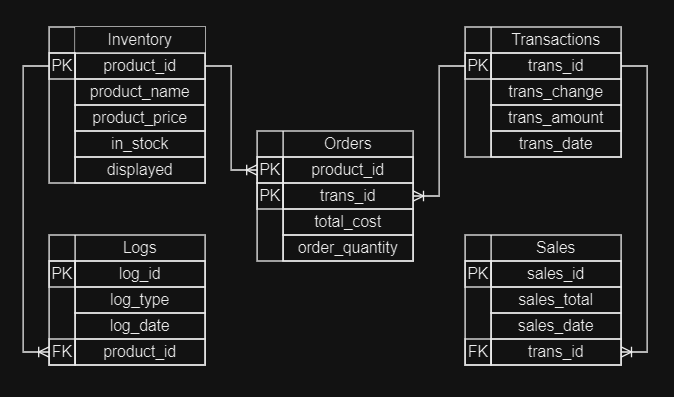 Inventory
PK product_id
product_name
product_price
in_stock
displayed
Transactions
PK trans_id
trans_change
trans_amount
trans_date
Orders
PK product_id
PK trans_id
total_cost
order_quantity
Logs
PK log_id
log_type
log_date
FK product_id
Sales
PK sales_id
sales_total
sales_date
FK trans_id